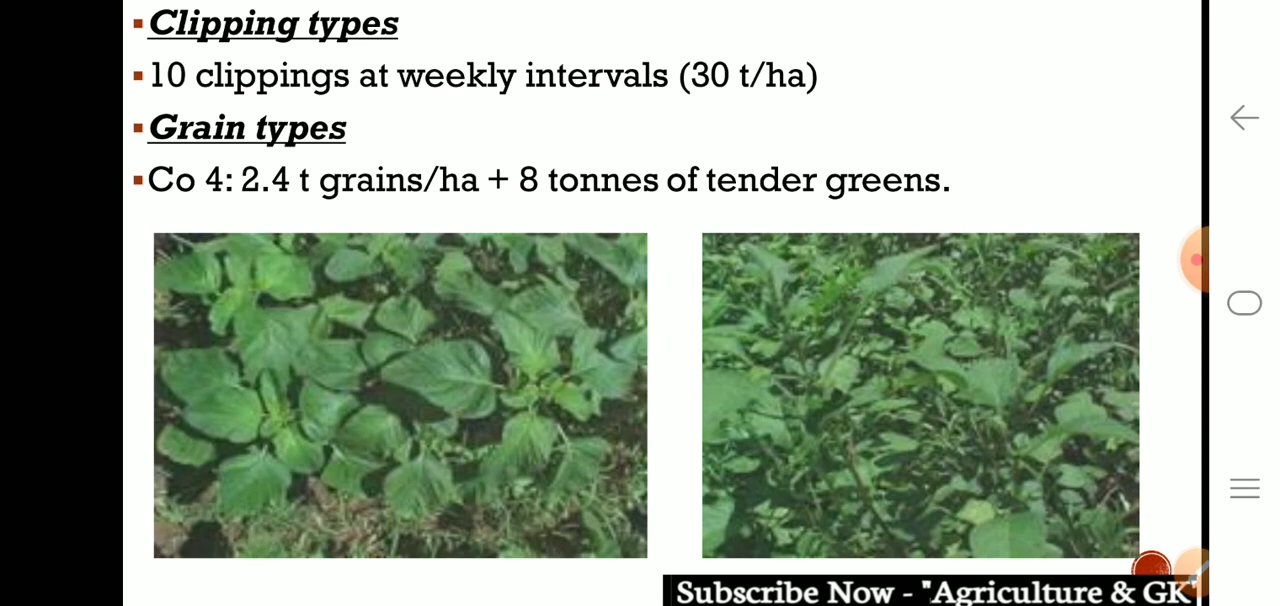 ▪Clipping types
▪10 clippings at weekly intervals (30 t/ha)
▪Grain types
▪Co 4: 2.4 t grains/ha + 8 tonnes of tender greens.
Subscribe Now - "Agriculture & GK"